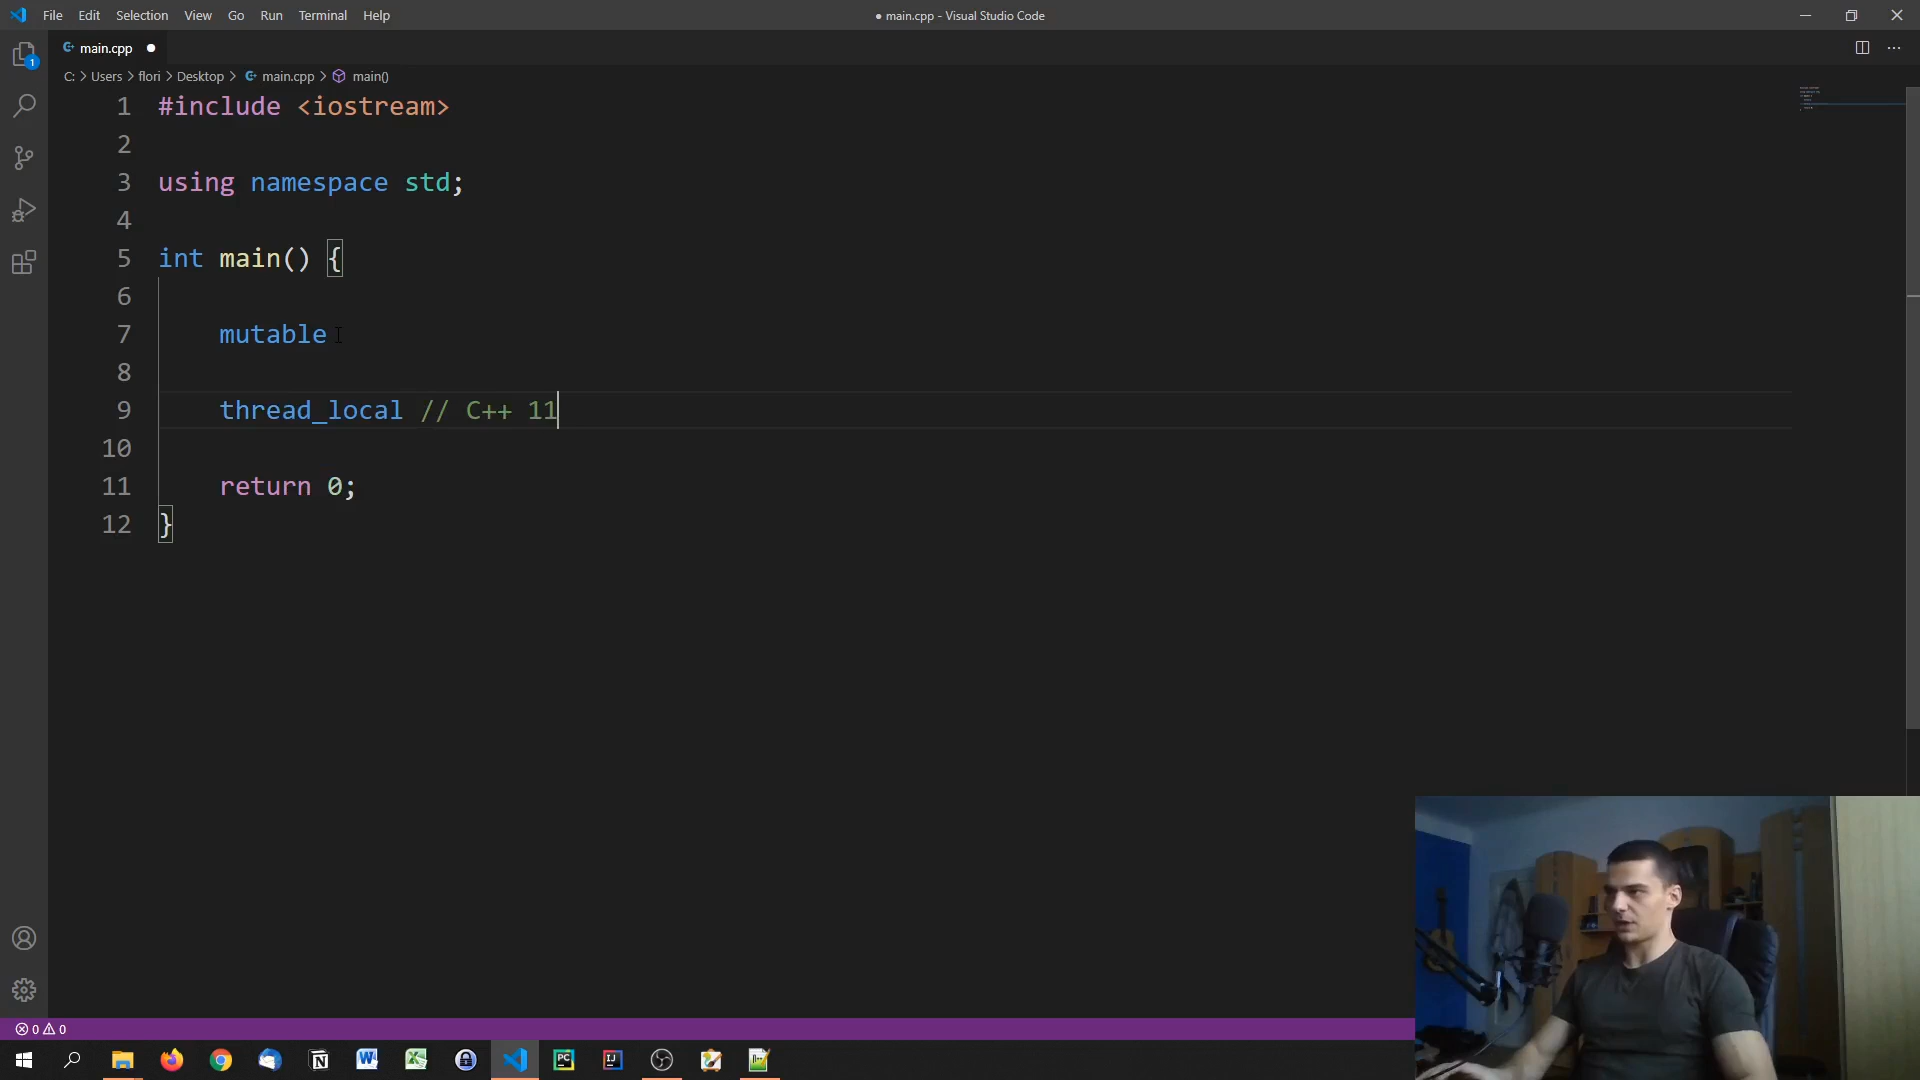 File Edit Selection View Go Run Terminal Help
● main.cpp - Visual Studio Code
main.cpp
C: > Users > flori > Desktop > main.cpp > main()
1 #include <iostream>
2
3 using namespace std;
4
5 int main() {
6
7 mutable
8
9 thread_local // C++ 11
10
11 return 0;
12 }
1
0 0